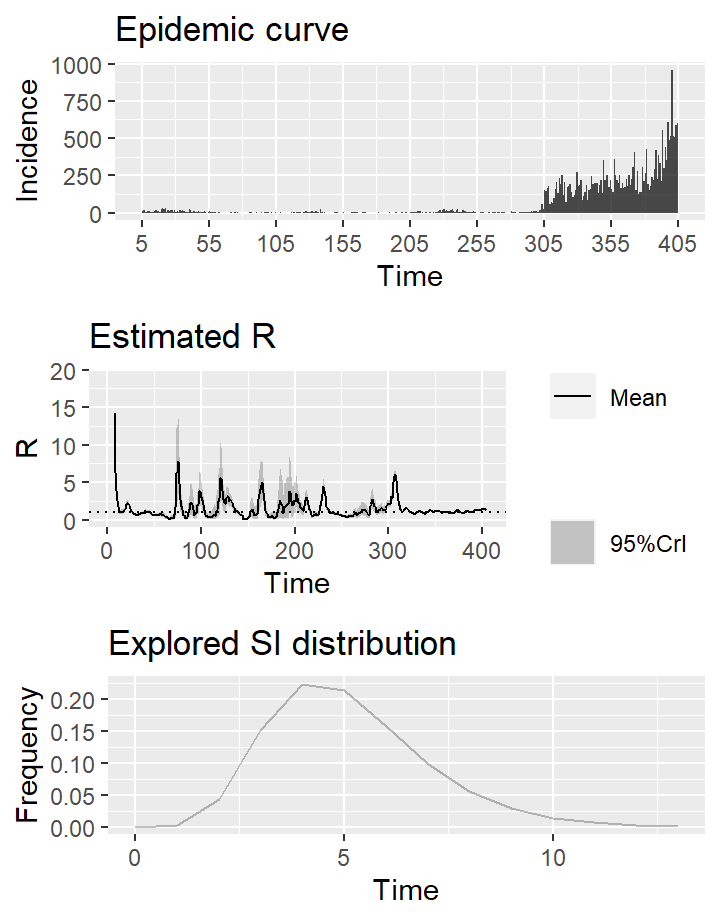 Epidemic curve
1000
750
500
250
0
Incidence
5 55 105 155 205 255 305 355 405
Time
Estimated R
20
15
10
5
0
R
0 100 200 300 400
Time
Mean
95%CrI
Explored SI distribution
0.20
0.15
0.10
0.05
0.00
Frequency
0 5 10
Time